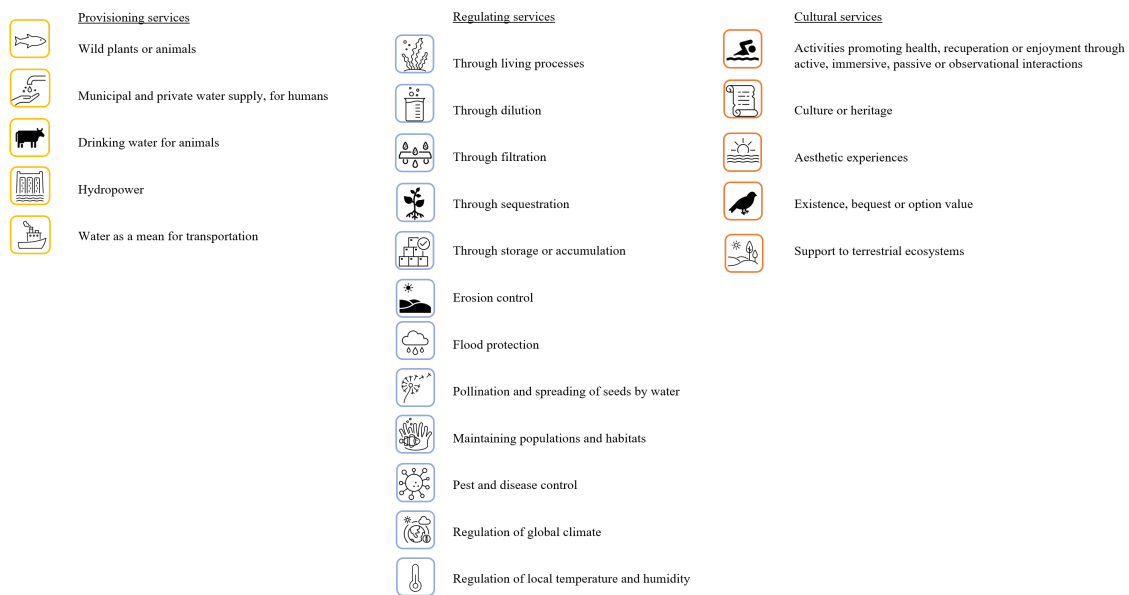 Provisioning services
Wild plants or animals
Municipal and private water supply, for humans
Drinking water for animals
Hydropower
Water as a mean for transportation
Regulating services
Through living processes
Through dilution
Through filtration
Through sequestration
Through storage or accumulation
Erosion control
Flood protection
Pollination and spreading of seeds by water
Maintaining populations and habitats
Pest and disease control
Regulation of global climate
Regulation of local temperature and humidity
Cultural services
Activities promoting health, recuperation or enjoyment through
active, immersive, passive or observational interactions
Culture or heritage
Aesthetic experiences
Existence, bequest or option value
Support to terrestrial ecosystems